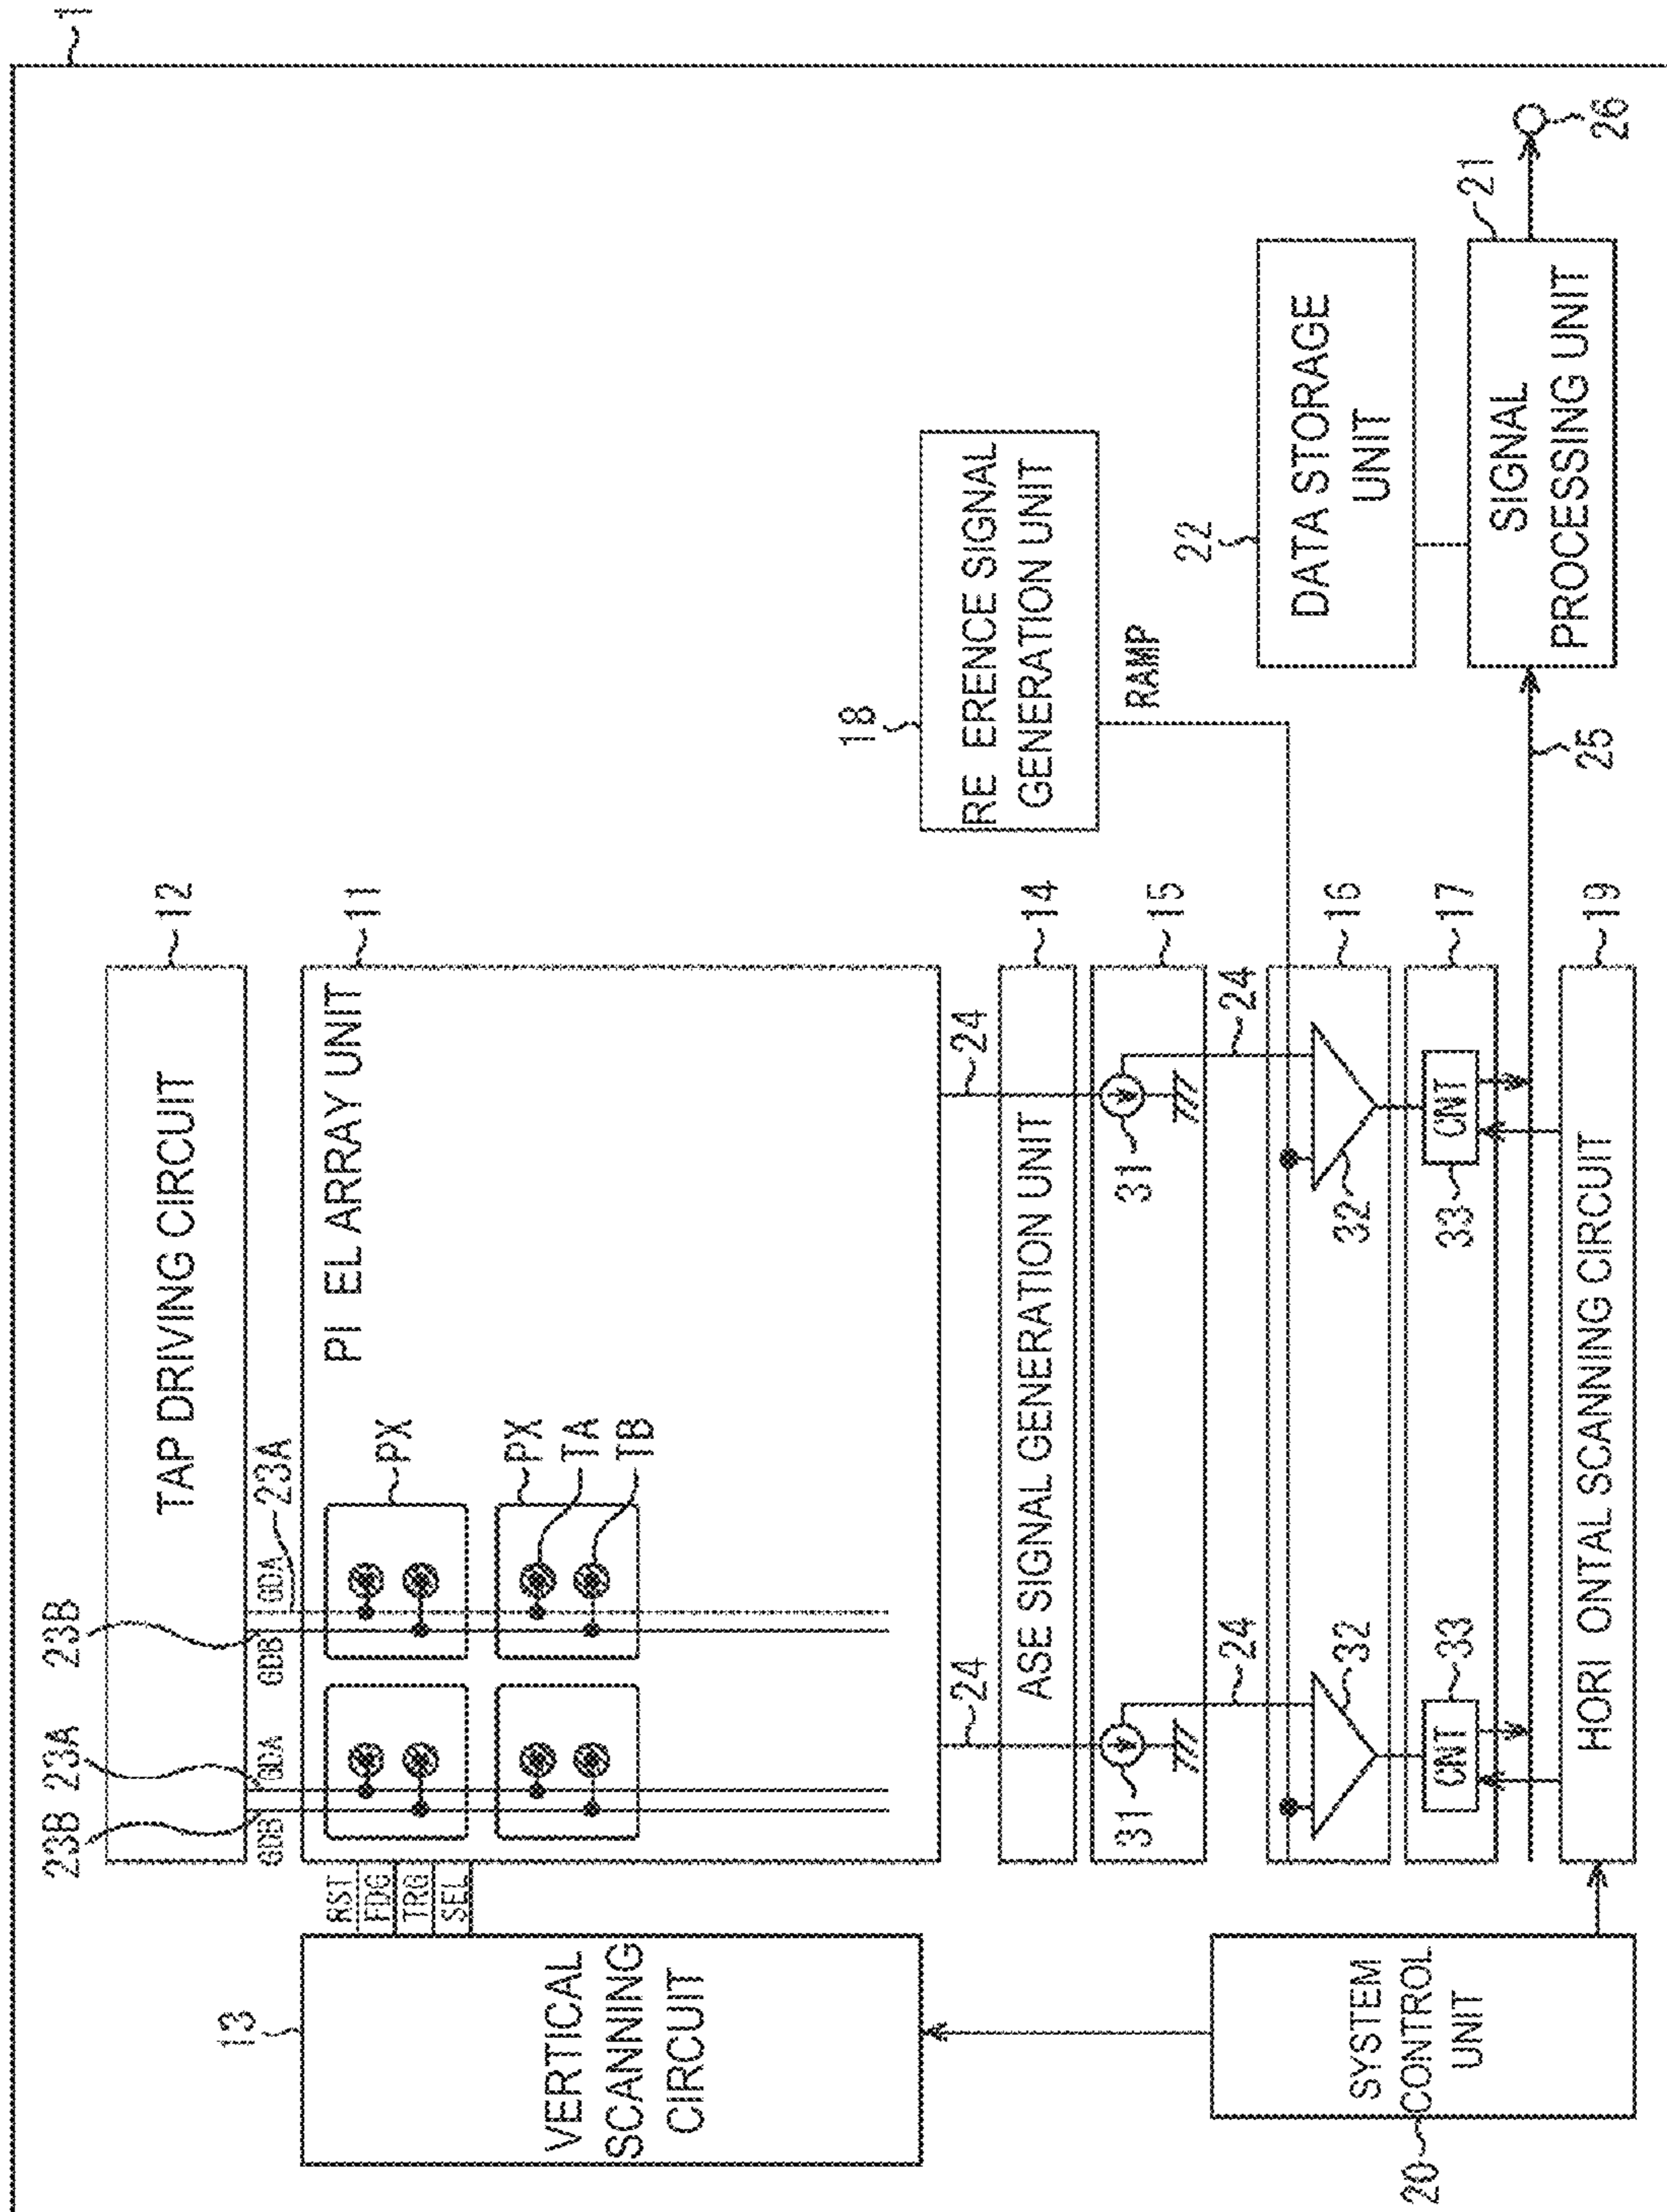 1
12
TAP DRIVING CIRCUIT
23B
23A
23B
23A
GDB
GDA
GDB
GDA
11
PI EL ARRAY UNIT
PX
PX
TA
TB
13
VERTICAL
SCANNING
CIRCUIT
RST
FDG
TRG
SEL
24
24
14
ASE SIGNAL GENERATION UNIT
15
31
31
24
24
18
RE ERENCE SIGNAL
GENERATION UNIT
RAMP
16
32
32
17
CNT
33
CNT
33
19
HORI ONTAL SCANNING CIRCUIT
20
SYSTEM
CONTROL
UNIT
22
DATA STORAGE
UNIT
21
SIGNAL
PROCESSING UNIT
25
26